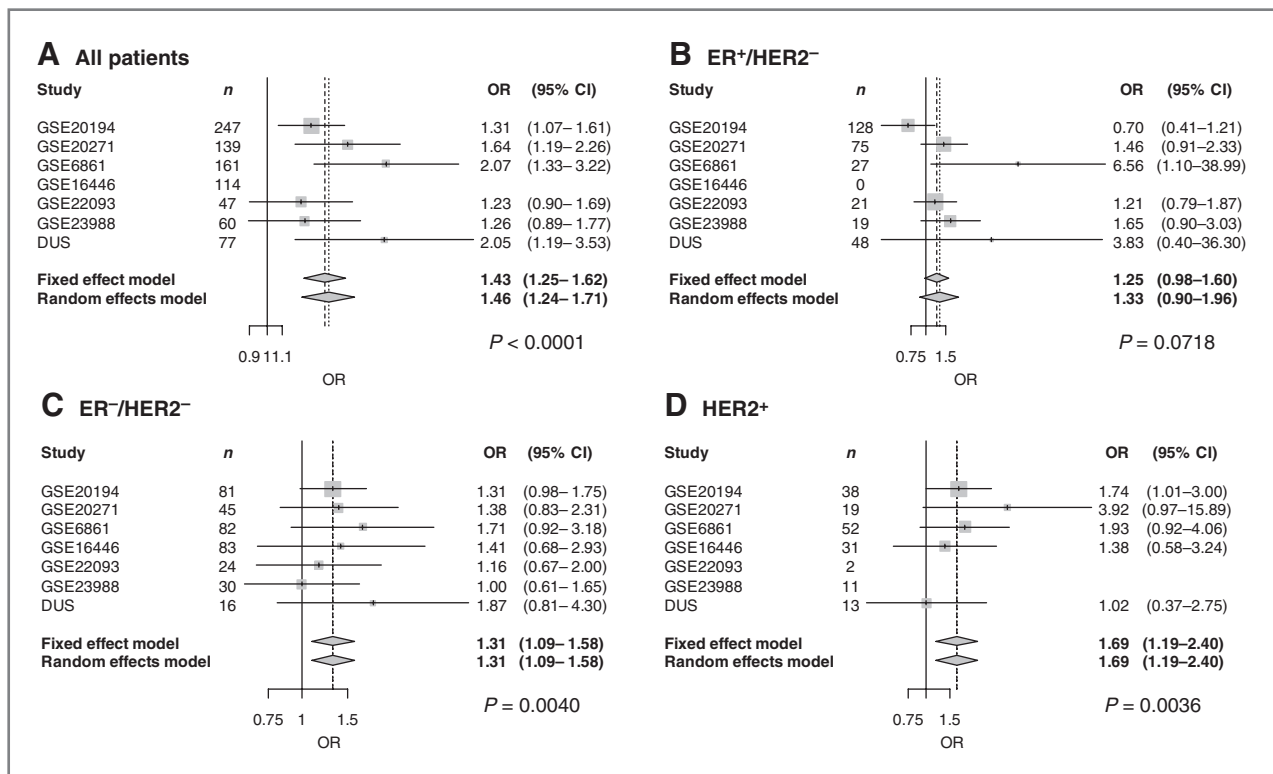 A All patients
Study n OR (95% CI)
GSE20194 247 1.31 (1.07–1.61)
GSE20271 139 1.64 (1.19–2.26)
GSE6861 161 2.07 (1.33–3.22)
GSE16446 114
GSE22093 47 1.23 (0.90–1.69)
GSE23988 60 1.26 (0.89–1.77)
DUS 77 2.05 (1.19–3.53)
Fixed effect model 1.43 (1.25–1.62)
Random effects model 1.46 (1.24–1.71)
P < 0.0001
0.9 1 1.1
OR
B ER+/HER2–
Study n OR (95% CI)
GSE20194 128 0.70 (0.41–1.21)
GSE20271 75 1.46 (0.91–2.33)
GSE6861 27 6.56 (1.10–38.99)
GSE16446 0
GSE22093 21 1.21 (0.79–1.87)
GSE23988 19 1.65 (0.90–3.03)
DUS 48 3.83 (0.40–36.30)
Fixed effect model 1.25 (0.98–1.60)
Random effects model 1.33 (0.90–1.96)
P = 0.0718
0.75 1.5
OR
C ER–/HER2–
Study n OR (95% CI)
GSE20194 81 1.31 (0.98–1.75)
GSE20271 45 1.38 (0.83–2.31)
GSE6861 82 1.71 (0.92–3.18)
GSE16446 83 1.41 (0.68–2.93)
GSE22093 24 1.16 (0.67–2.00)
GSE23988 30 1.00 (0.61–1.65)
DUS 16 1.87 (0.81–4.30)
Fixed effect model 1.31 (1.09–1.58)
Random effects model 1.31 (1.09–1.58)
P = 0.0040
0.75 1 1.5
OR
D HER2+
Study n OR (95% CI)
GSE20194 38 1.74 (1.01–3.00)
GSE20271 19 3.92 (0.97–15.89)
GSE6861 52 1.93 (0.92–4.06)
GSE16446 31 1.38 (0.58–3.24)
GSE22093 2
GSE23988 11
DUS 13 1.02 (0.37–2.75)
Fixed effect model 1.69 (1.19–2.40)
Random effects model 1.69 (1.19–2.40)
P = 0.0036
0.75 1.5
OR